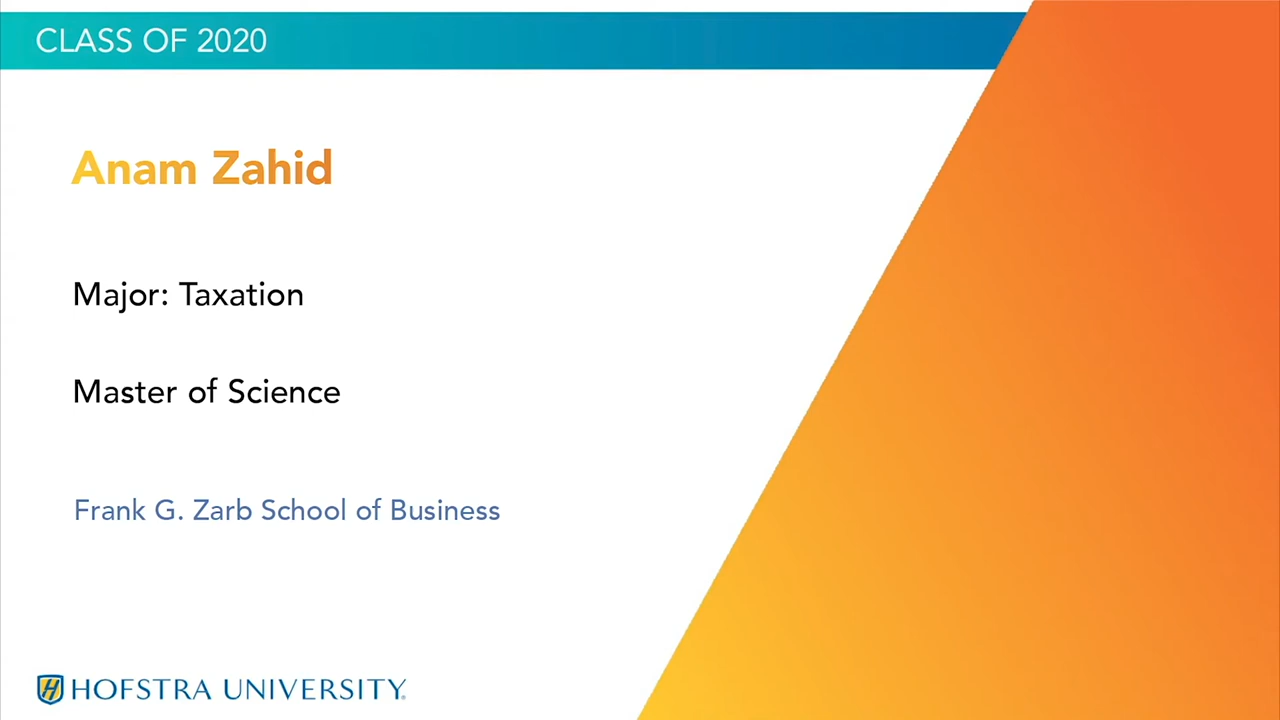 CLASS OF 2020
Anam Zahid
Major: Taxation
Master of Science
Frank G. Zarb School of Business
HOFSTRA UNIVERSITY